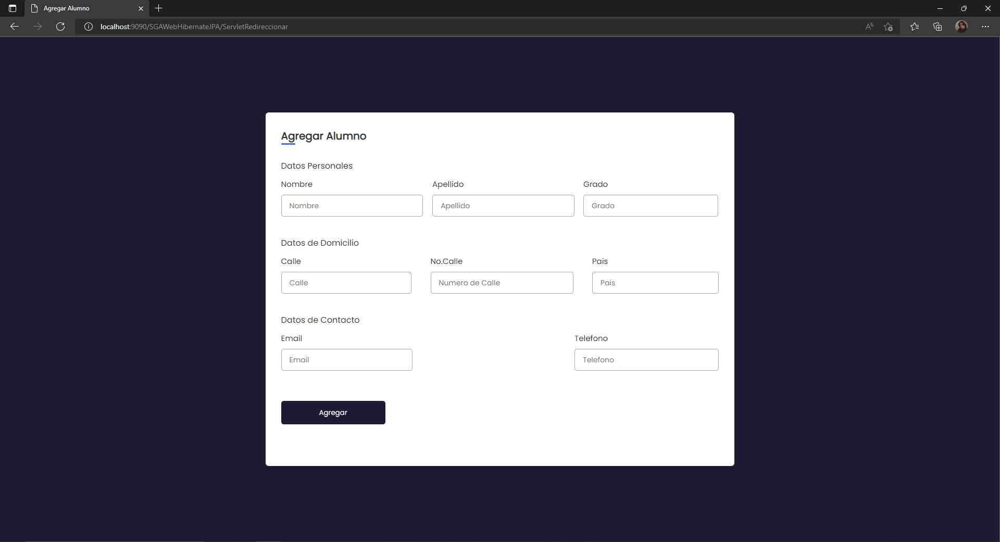 Agregar Alumno
localhost:9090/SGAWebHibernateJPA/ServletRedireccionar
Agregar Alumno
Datos Personales
Nombre Apellido Grado
Nombre Apellido Grado
Datos de Domicilio
Calle No.Calle Pais
Calle Numero de Calle Pais
Datos de Contacto
Email Telefono
Email Telefono
Agregar